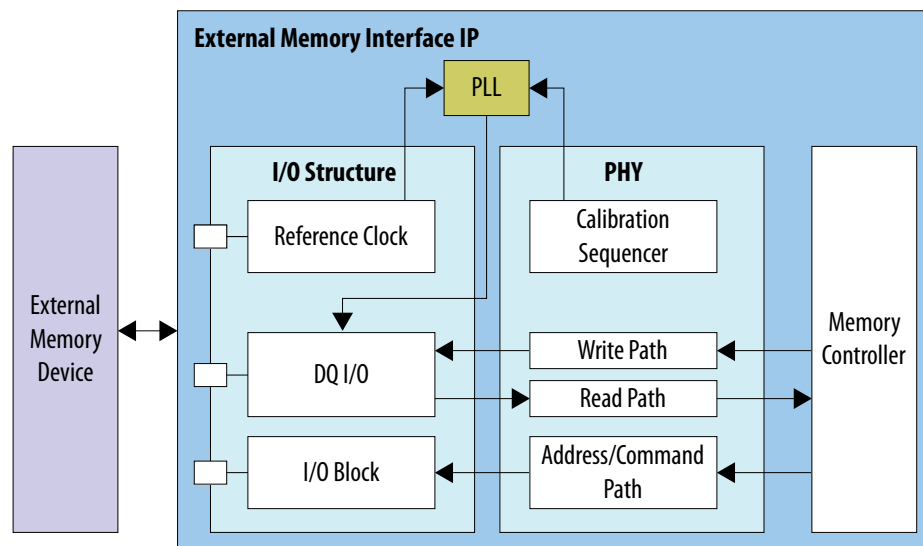 External Memory Interface IP
PLL
I/O Structure
PHY
Reference Clock
Calibration
Sequencer
External
Memory
Device
DQ I/O
Write Path
Read Path
Memory
Controller
I/O Block
Address/Command
Path